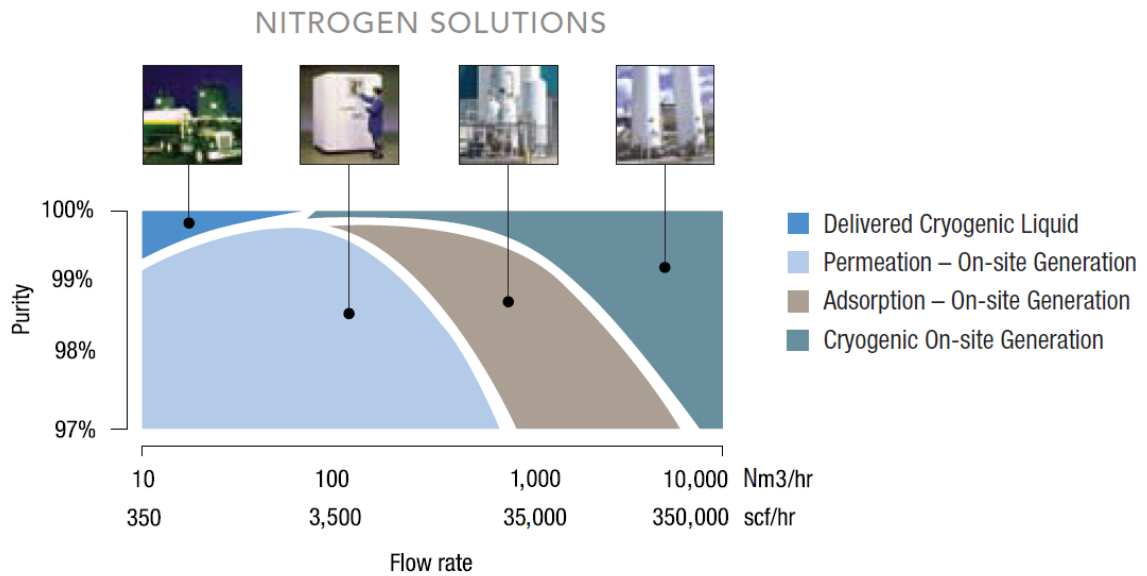 NITROGEN SOLUTIONS
100%
99%
98%
97%
Purity
Delivered Cryogenic Liquid
Permeation – On-site Generation
Adsorption – On-site Generation
Cryogenic On-site Generation
10 100 1,000 10,000 Nm3/hr
350 3,500 35,000 350,000 scf/hr
Flow rate